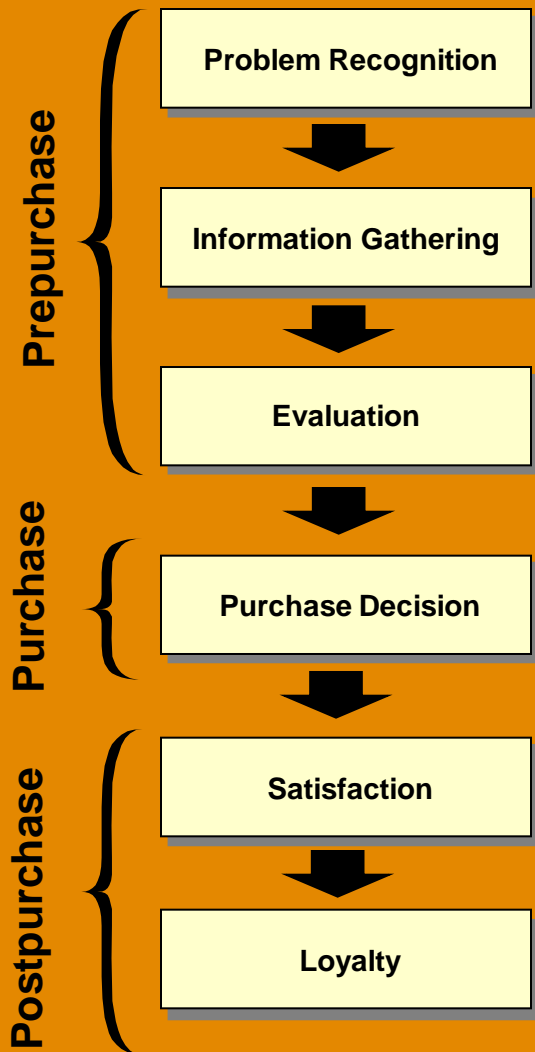 Prepurchase
Problem Recognition
Information Gathering
Evaluation
Purchase
Purchase Decision
Postpurchase
Satisfaction
Loyalty